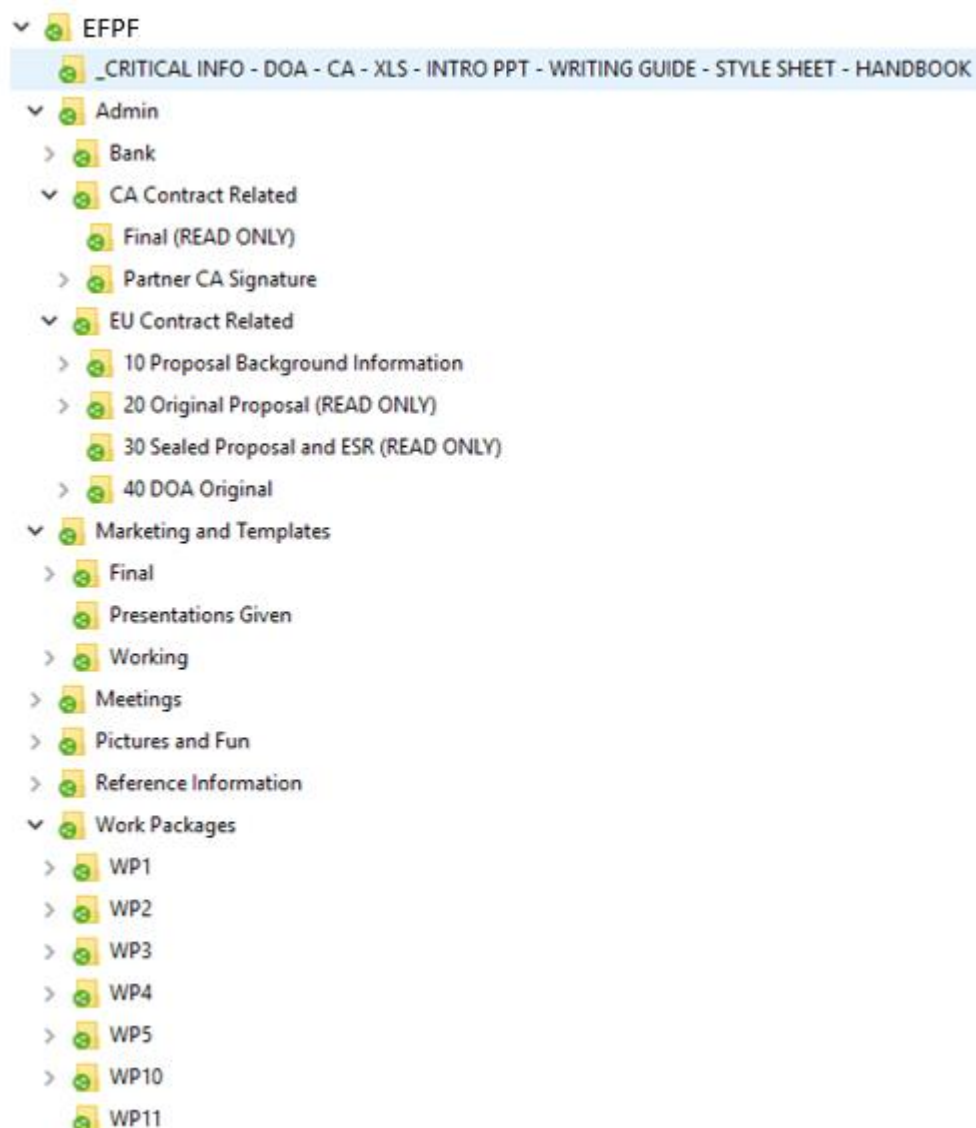 EFPF
_CRITICAL INFO - DOA - CA - XLS - INTRO PPT - WRITING GUIDE - STYLE SHEET - HANDBOOK
Admin
Bank
CA Contract Related
Final (READ ONLY)
Partner CA Signature
EU Contract Related
10 Proposal Background Information
20 Original Proposal (READ ONLY)
30 Sealed Proposal and ESR (READ ONLY)
40 DOA Original
Marketing and Templates
Final
Presentations Given
Working
Meetings
Pictures and Fun
Reference Information
Work Packages
WP1
WP2
WP3
WP4
WP5
WP10
WP11